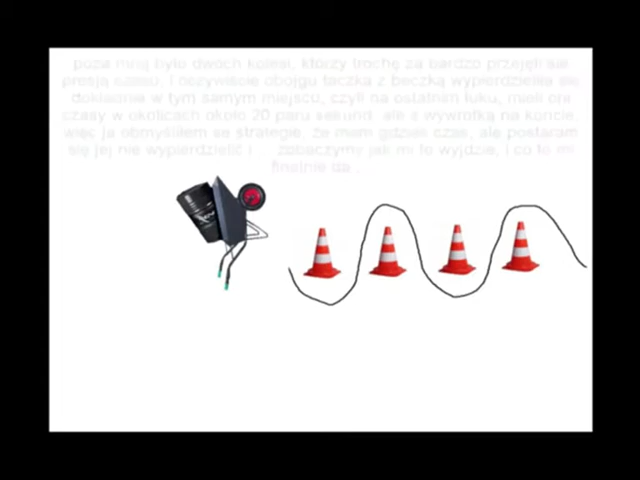 poza mną było dwóch kolesi, którzy trochę za bardzo przejęli się
presją czasu, i oczywiście obojgu taczka z beczką wypierdzieliła się
dokładnie w tym samym miejscu, czyli na ostatnim łuku, mieli oni
czasy w okolicach około 20 paru sekund, ale z wywrotką na koncie,
więc ja obmyśliłem se strategię, że mam gdzieś czas, ale postaram
się jej nie wypierdzielić i zobaczymy jak mi to wyjdzie, i co to mi
finalnie da ...